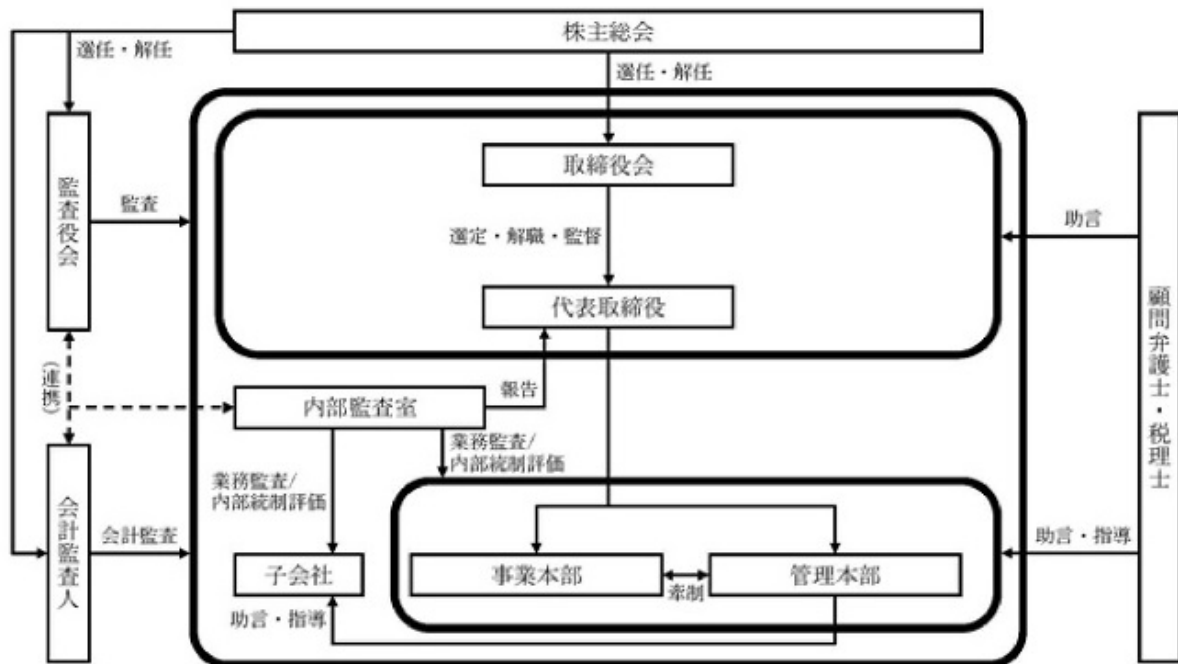 株主総会
選任・解任
選任・解任
取締役会
監査役会
監査
助言
選定・解職・監督
代表取締役
顧問弁護士・税理士
(連携)
内部監査室
報告
業務監査/
内部統制評価
業務監査/
内部統制評価
会計監査人
会計監査
助言・指導
子会社
事業本部
牽制
管理本部
助言・指導